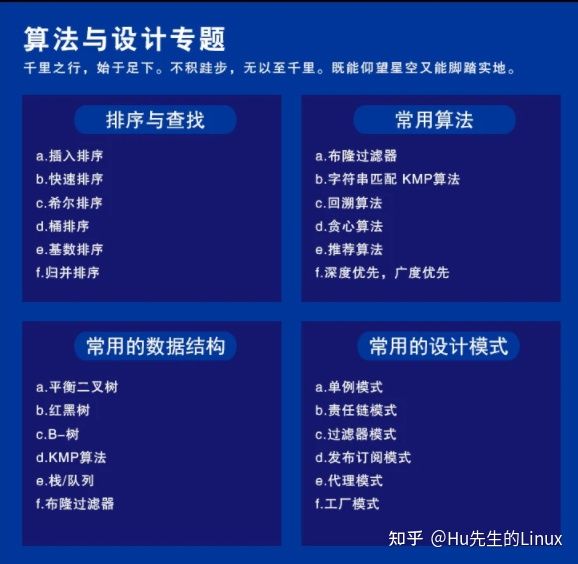 算法与设计专题
千里之行，始于足下。不积跬步，无以至千里。既能仰望星空又能脚踏实地。
排序与查找
a.插入排序
b.快速排序
c.希尔排序
d.桶排序
e.基数排序
f.归并排序
常用算法
a.布隆过滤器
b.字符串匹配 KMP算法
c.回溯算法
d.贪心算法
e.推荐算法
f.深度优先，广度优先
常用的数据结构
a.平衡二叉树
b.红黑树
c.B-树
d.KMP算法
e.栈/队列
f.布隆过滤器
常用的设计模式
a.单例模式
b.责任链模式
c.过滤器模式
d.发布订阅模式
e.代理模式
f.工厂模式
知乎 @Hu先生的Linux